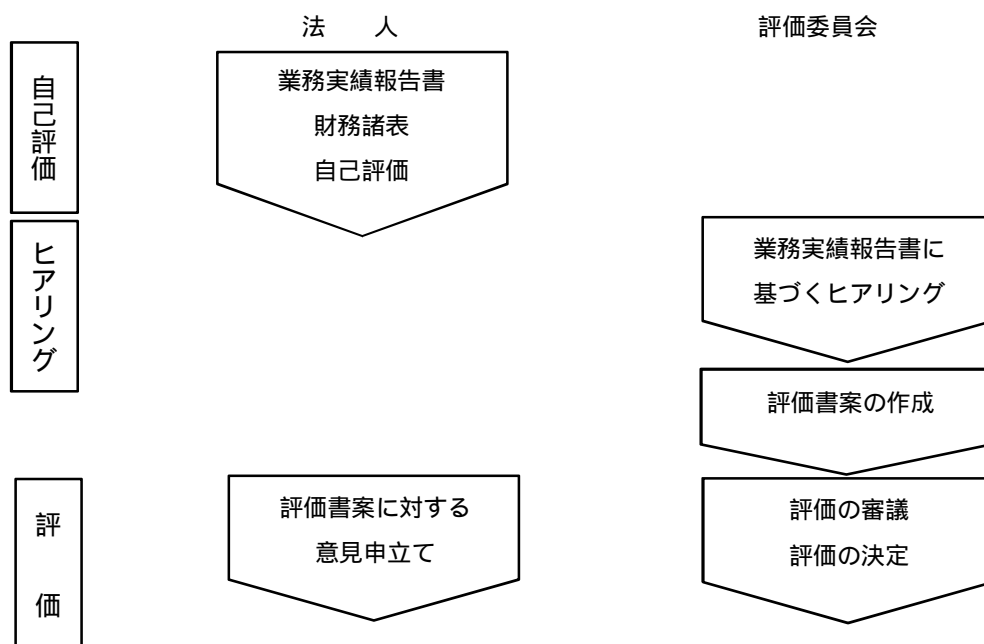 法 人
評価委員会
自己評価
業務実績報告書
財務諸表
自己評価
ヒアリング
業務実績報告書に
基づくヒアリング
評価書案の作成
評 価
評価書案に対する
意見申立て
評価の審議
評価の決定